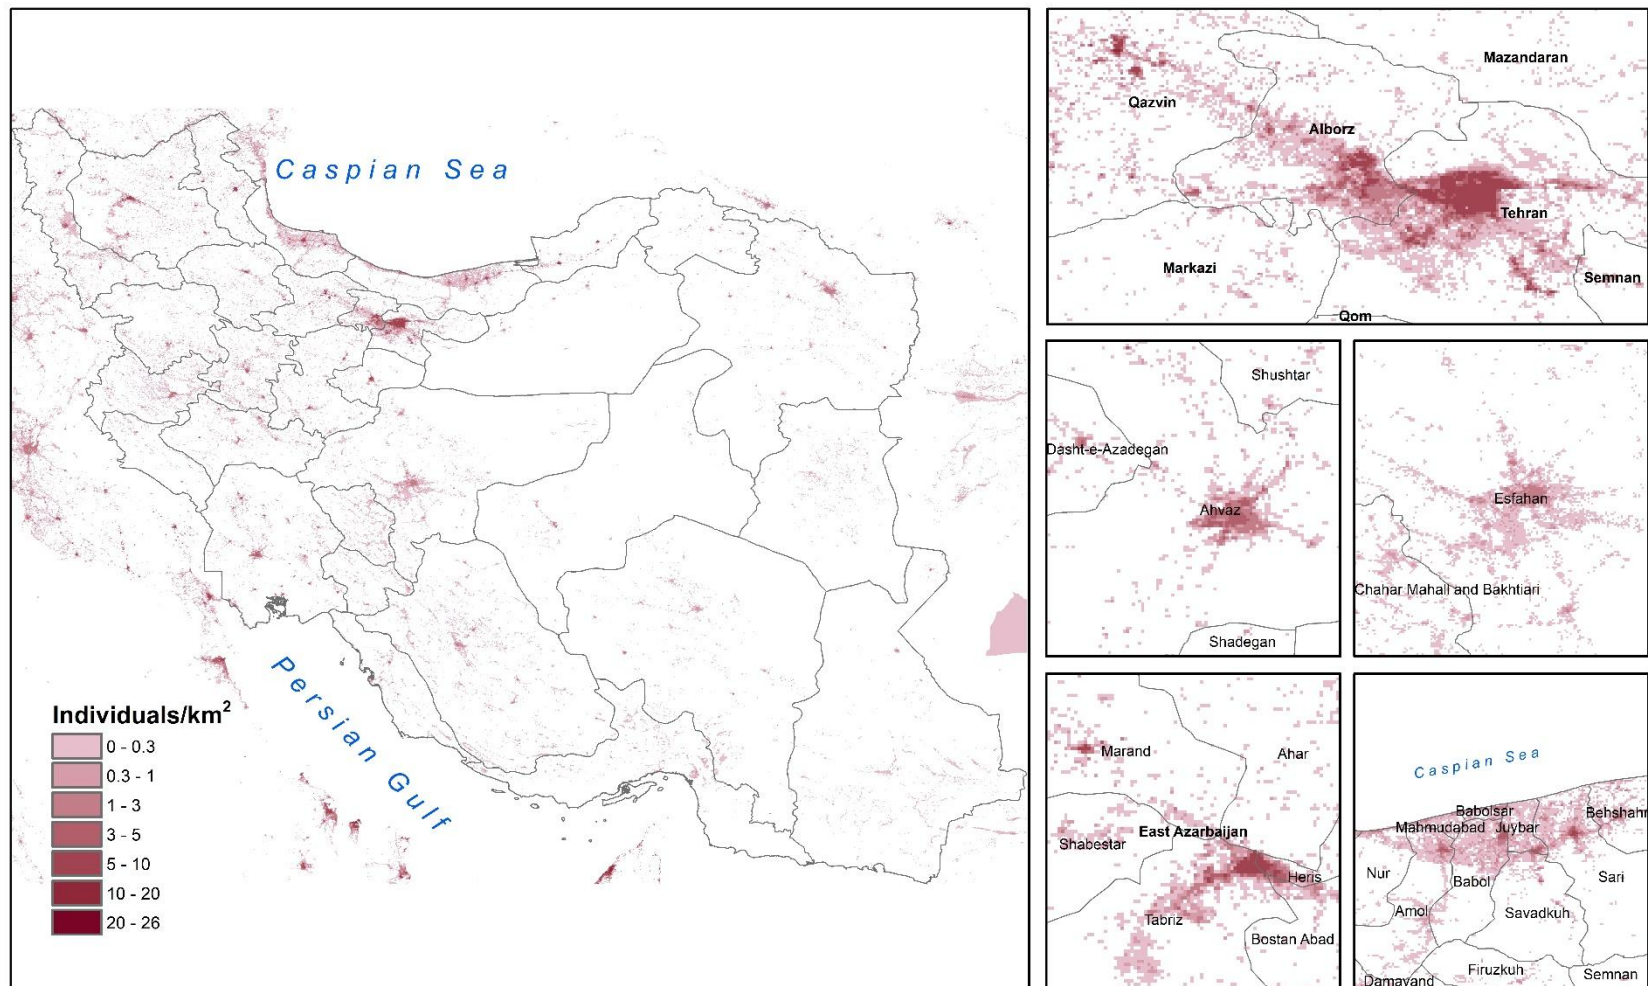 Caspian Sea
Persian Gulf
Individuals/km²
0 - 0.3
0.3 - 1
1 - 3
3 - 5
5 - 10
10 - 20
20 - 26
Mazandaran
Qazvin
Alborz
Tehran
Markazi
Semnan
Qom
Shushtar
Dasht-e-Azadegan
Ahvaz
Shadegan
Esfahan
Chahar Mahall and Bakhtiari
Marand
Ahar
East Azarbaijan
Shabestar
Heris
Tabriz
Bostan Abad
Caspian Sea
Babolsar
Behshahr
Mahmudabad
Juybar
Nur
Babol
Sari
Amol
Savadkuh
Firuzkuh
Semnan
Damavand